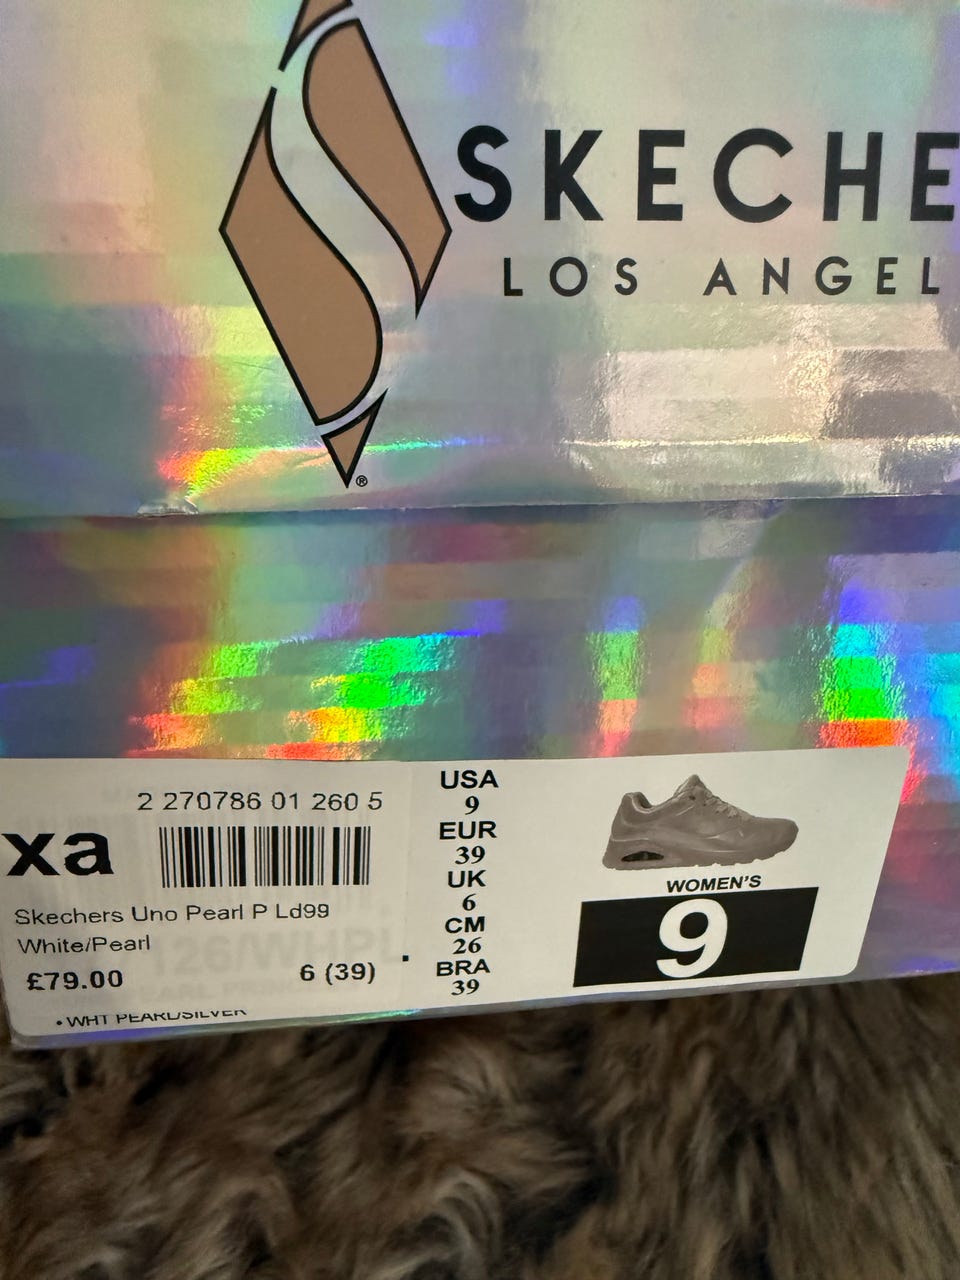 SKECHE
LOS ANGEL
®
2 270786 01 260 5
xa
Skechers Uno Pearl P Ld99
White/Pearl
£79.00 6 (39)
• WHT PEARL/SILVER
USA
9
EUR
39
UK
6
CM
26
BRA
39
WOMEN'S
9